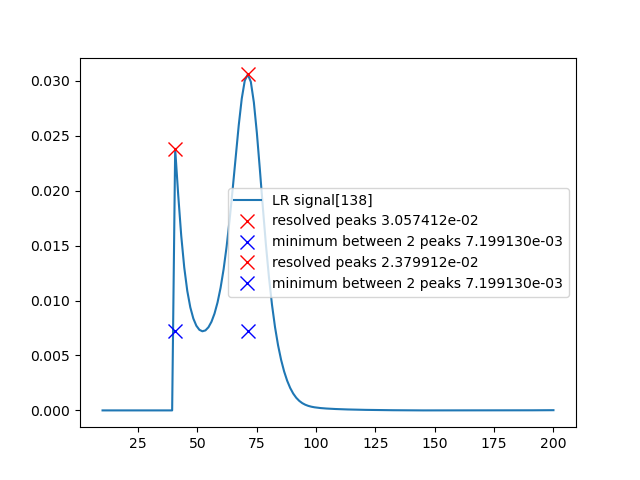 0.030
0.025
0.020
0.015
0.010
0.005
0.000
LR signal[138]
resolved peaks 3.057412e-02
minimum between 2 peaks 7.199130e-03
resolved peaks 2.379912e-02
minimum between 2 peaks 7.199130e-03
25 50 75 100 125 150 175 200